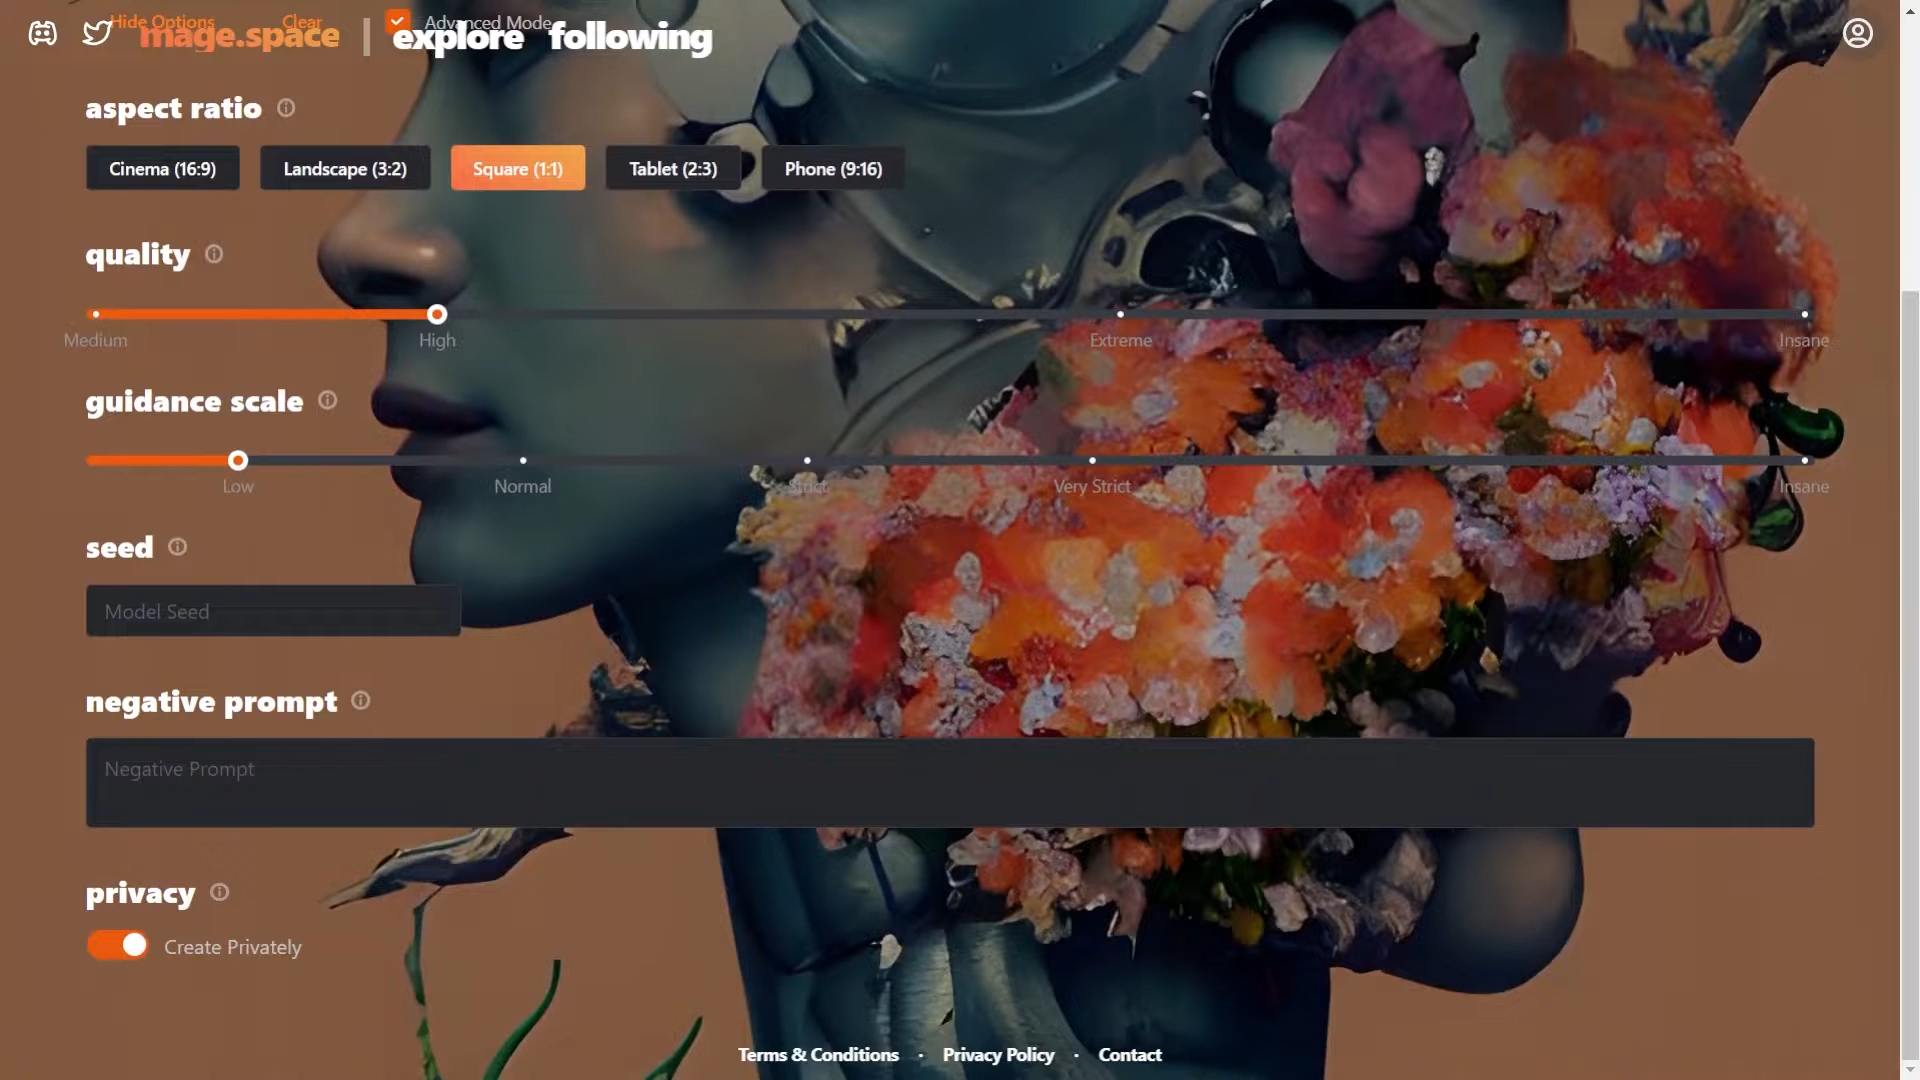 Hide Options Clear Advanced Mode
mage.space | explore following
aspect ratio
Cinema (16:9) Landscape (3:2) Square (1:1) Tablet (2:3) Phone (9:16)
quality
Medium High Extreme Insane
guidance scale
Low Normal Strict Very Strict Insane
seed
Model Seed
negative prompt
Negative Prompt
privacy
Create Privately
Terms & Conditions · Privacy Policy · Contact